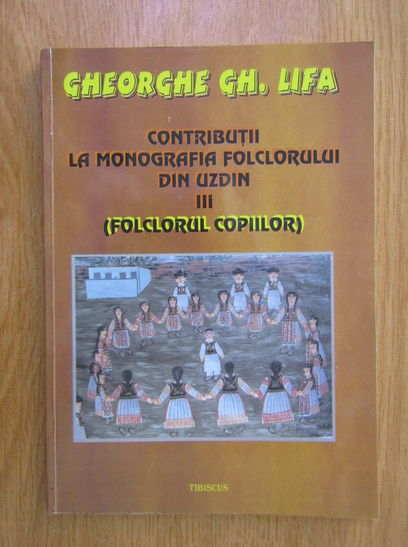 GHEORGHE GH. LIFA
CONTRIBUȚII
LA MONOGRAFIA FOLCLORULUI
DIN UZDIN
III
(FOLCLORUL COPIILOR)
TIBISCUS